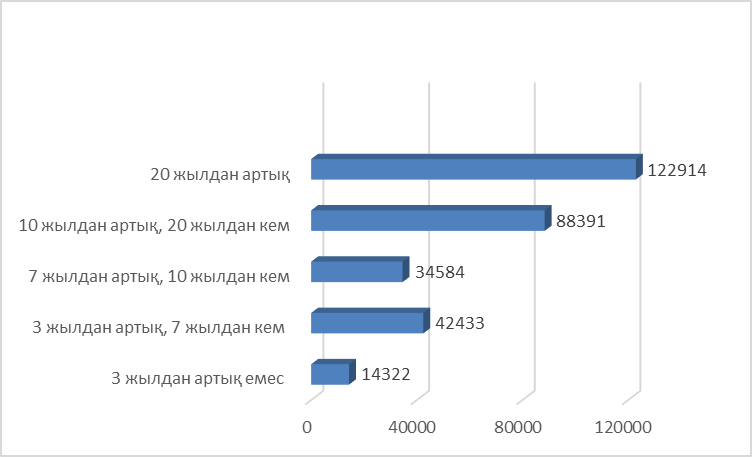 20 жылдан артық 122914
10 жылдан артық, 20 жылдан кем 88391
7 жылдан артық, 10 жылдан кем 34584
3 жылдан артық, 7 жылдан кем 42433
3 жылдан артық емес 14322
0 40000 80000 120000